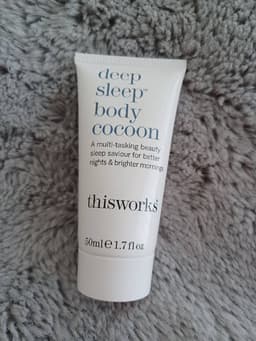 deep
sleep™
body
cocoon
A multi-tasking beauty
sleep saviour for better
nights & brighter mornings
thisworks®
50ml e 1.7 fl oz